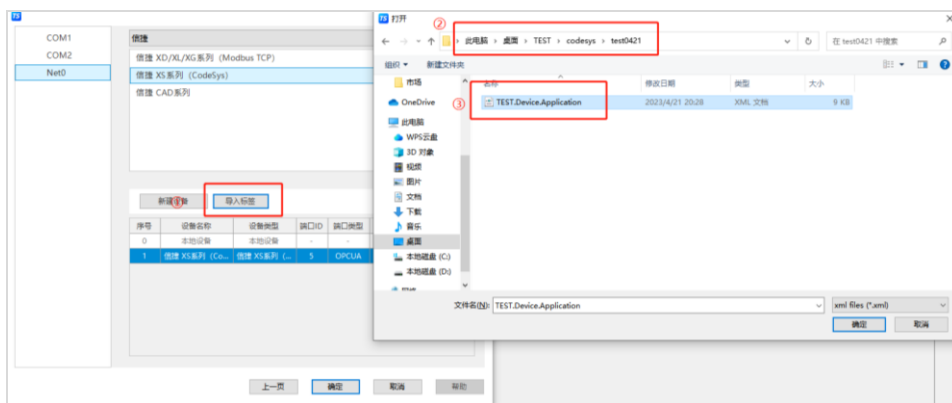 TS
COM1
COM2
Net0
信捷
信捷 XD/XL/XG系列（Modbus TCP）
信捷 XS系列（CodeSys）
信捷 CAD系列
新建设备
①
导入标签
序号 设备名称 设备类型 端口ID 端口类型
0 本地设备 本地设备 - -
1 信捷 XS系列（Co... 信捷 XS系列（... 5 OPCUA
上一页 确定 取消 帮助
TS 打开
②
此电脑 › 桌面 › TEST › codesys › test0421
在 test0421 中搜索
组织 新建文件夹
名称 修改日期 类型 大小
③
TEST.Device.Application 2023/4/21 20:28 XML 文档 9 KB
市场
OneDrive
此电脑
WPS云盘
3D 对象
视频
图片
文档
下载
音乐
桌面
本地磁盘 (C:)
本地磁盘 (D:)
文件名(N): TEST.Device.Application
xml files (*.xml)
确定 取消